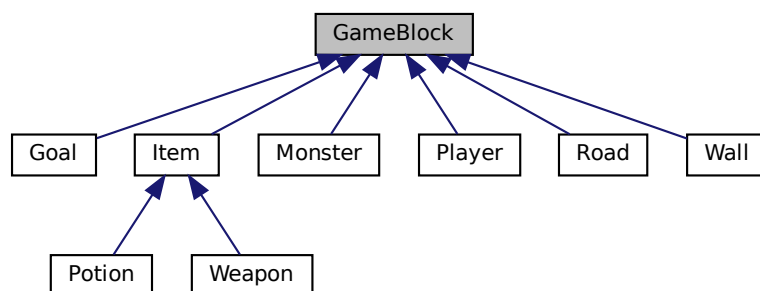 GameBlock
Goal
Item
Monster
Player
Road
Wall
Potion
Weapon